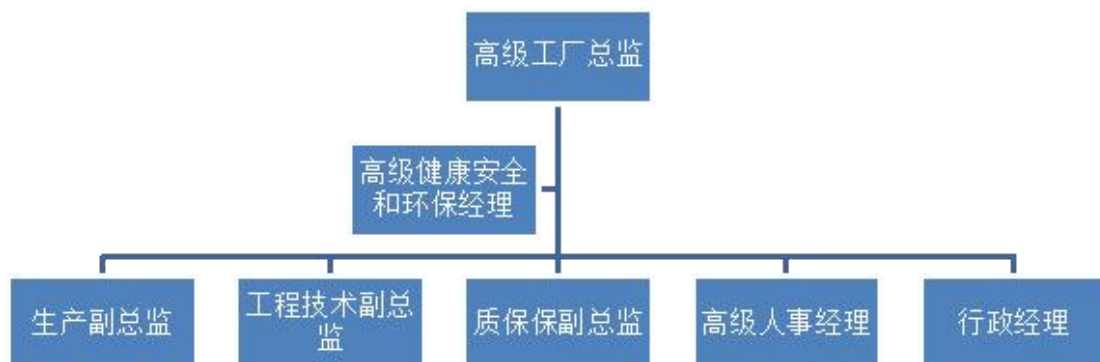 高级工厂总监
高级健康安全
和环保经理
生产副总监
工程技术副总
监
质保保副总监
高级人事经理
行政经理